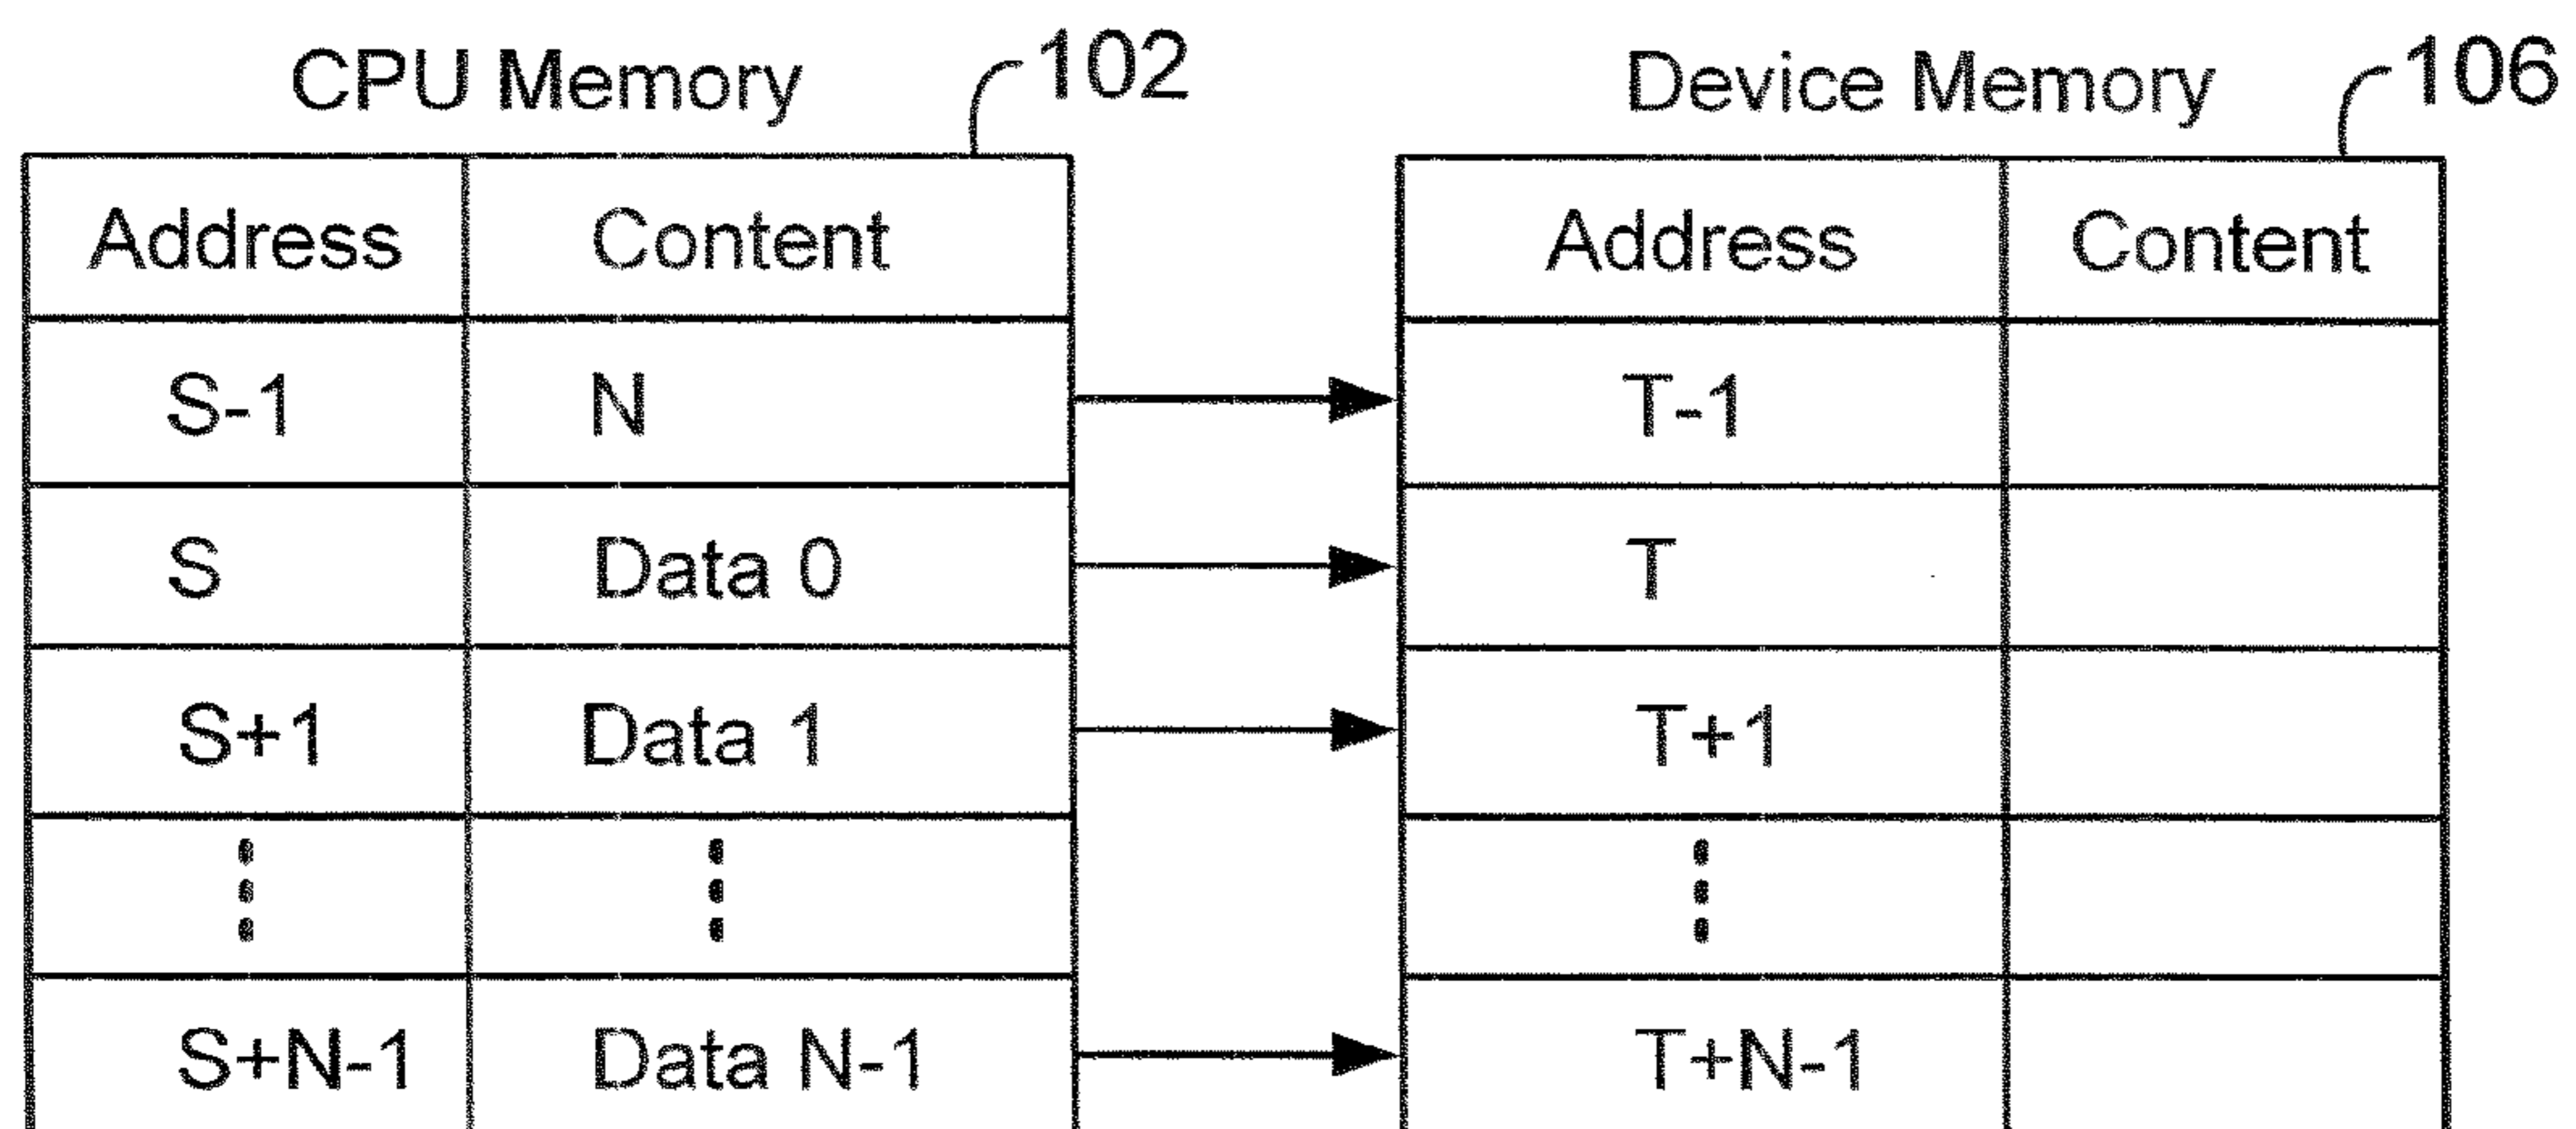 CPU Memory 102 Device Memory 106
Address Content Address Content
S-1 N T-1
S Data 0 T
S+1 Data 1 T+1
S+N-1 Data N-1 T+N-1